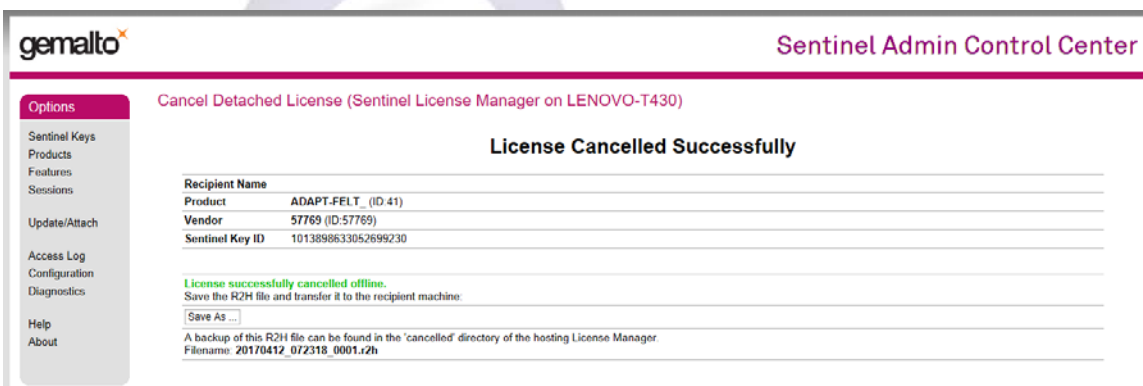 gemalto
Sentinel Admin Control Center
Options
Sentinel Keys
Products
Features
Sessions
Update/Attach
Access Log
Configuration
Diagnostics
Help
About
Cancel Detached License (Sentinel License Manager on LENOVO-T430)
License Cancelled Successfully
Recipient Name
Product ADAPT-FELT_ (ID:41)
Vendor 57769 (ID:57769)
Sentinel Key ID 1013898633052699230
License successfully cancelled offline.
Save the R2H file and transfer it to the recipient machine:
Save As ...
A backup of this R2H file can be found in the 'cancelled' directory of the hosting License Manager.
Filename: 20170412_072318_0001.r2h